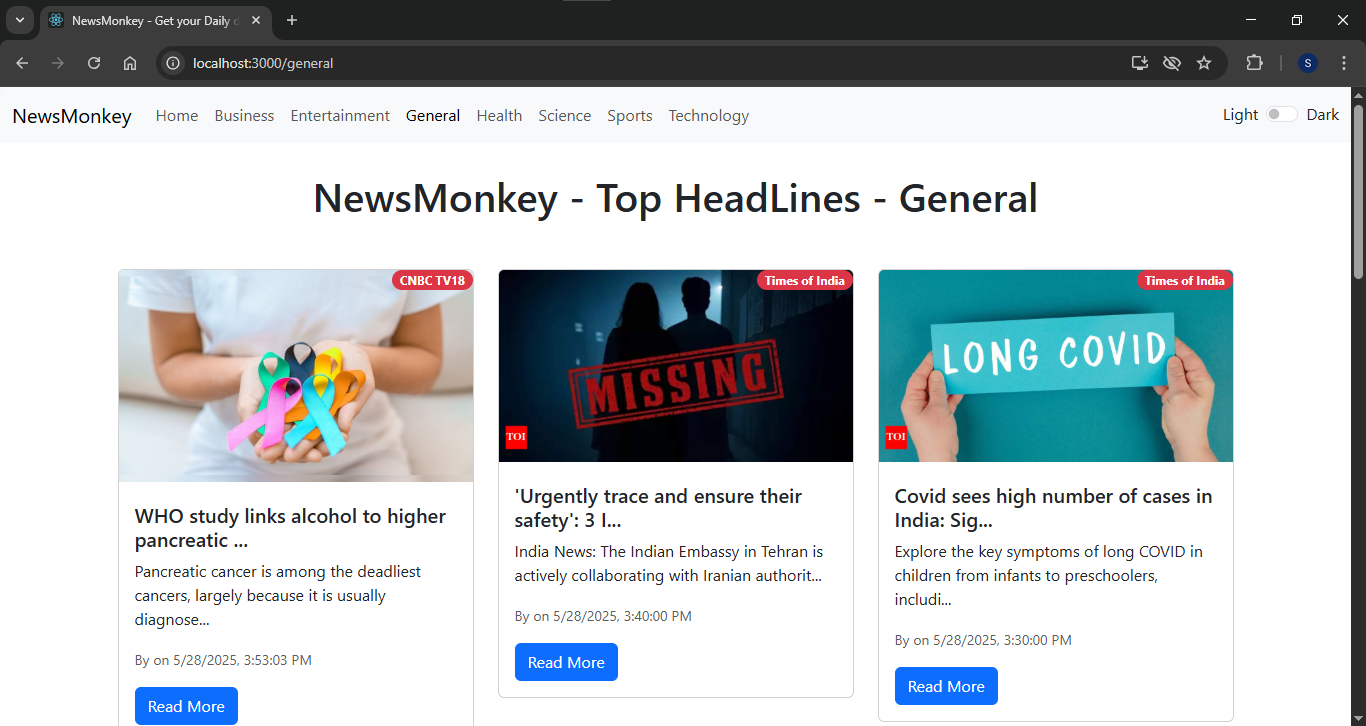 NewsMonkey - Get your Daily d
localhost:3000/general
S
NewsMonkey Home Business Entertainment General Health Science Sports Technology Light Dark
NewsMonkey - Top HeadLines - General
CNBC TV18
WHO study links alcohol to higher
pancreatic ...
Pancreatic cancer is among the deadliest
cancers, largely because it is usually
diagnose...
By on 5/28/2025, 3:53:03 PM
Read More
Times of India
MISSING
TOI
'Urgently trace and ensure their
safety': 3 I...
India News: The Indian Embassy in Tehran is
actively collaborating with Iranian authorit...
By on 5/28/2025, 3:40:00 PM
Read More
Times of India
LONG COVID
TOI
Covid sees high number of cases in
India: Sig...
Explore the key symptoms of long COVID in
children from infants to preschoolers,
includi...
By on 5/28/2025, 3:30:00 PM
Read More